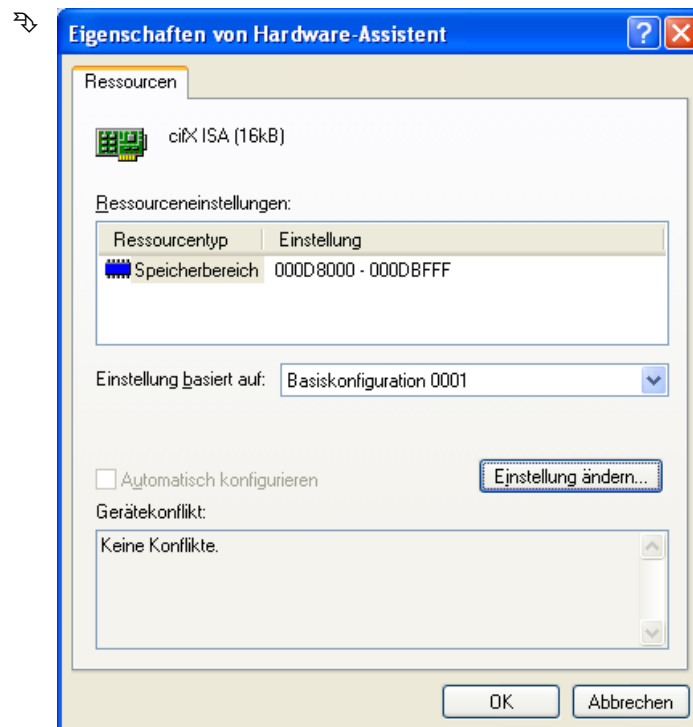 Eigenschaften von Hardware-Assistent
Ressourcen
cifX ISA (16kB)
Ressourceneinstellungen:
Ressourcentyp Einstellung
Speicherbereich 000D8000 - 000DBFFF
Einstellung basiert auf: Basiskonfiguration 0001
Automatisch konfigurieren Einstellung ändern...
Gerätekonflikt:
Keine Konflikte.
OK Abbrechen